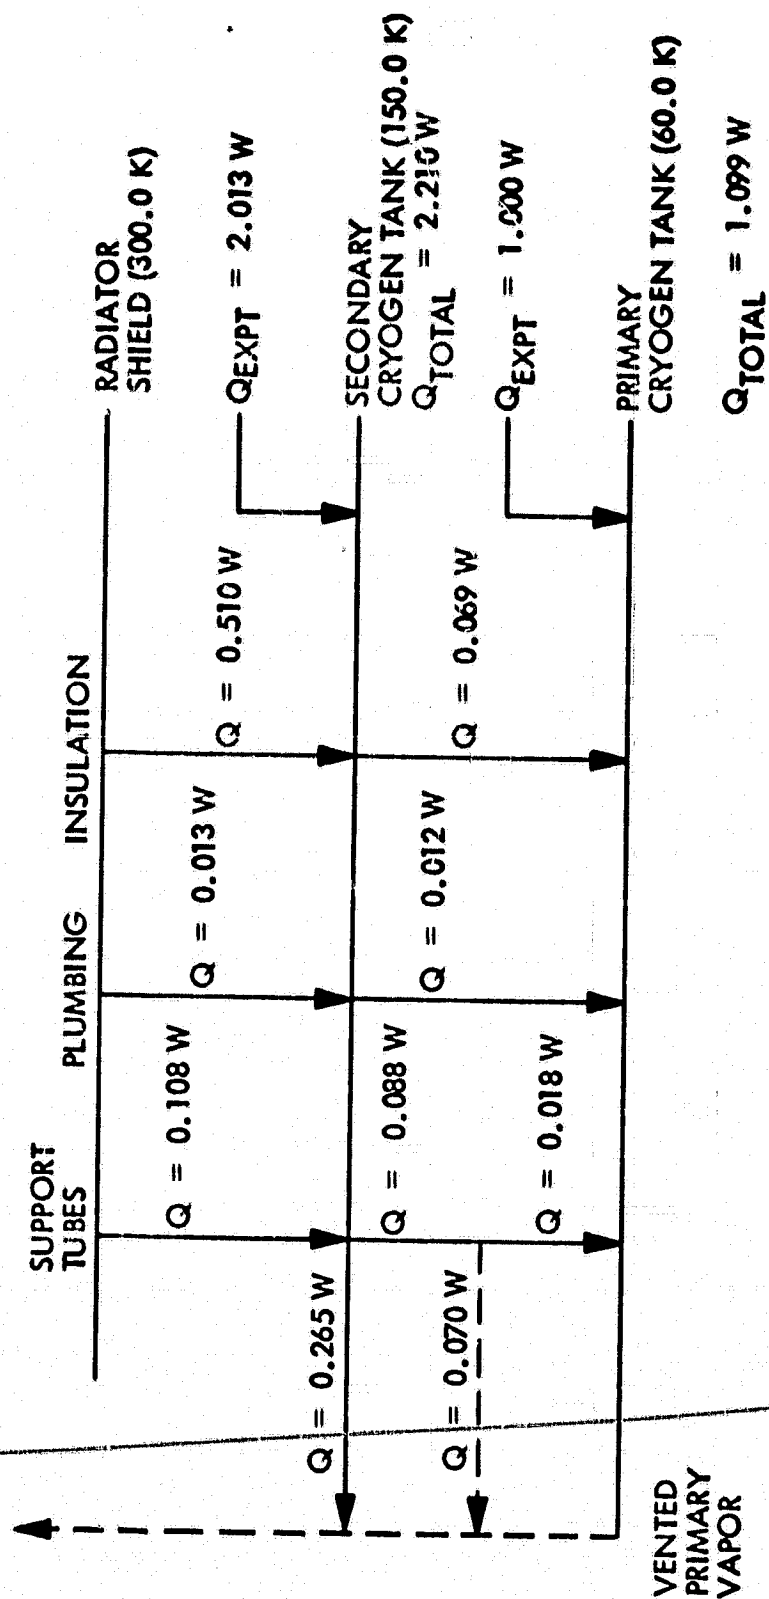 SUPPORT
TUBES
PLUMBING
INSULATION
RADIATOR
SHIELD (300.0 K)
Q = 0.108 W
Q = 0.013 W
Q = 0.510 W
QEXPT = 2.013 W
SECONDARY
CRYOGEN TANK (150.0 K)
QTOTAL = 2.210 W
Q = 0.265 W
Q = 0.088 W
Q = 0.012 W
Q = 0.069 W
QEXPT = 1.000 W
Q = 0.070 W
Q = 0.018 W
PRIMARY
CRYOGEN TANK (60.0 K)
QTOTAL = 1.099 W
VENTED
PRIMARY
VAPOR